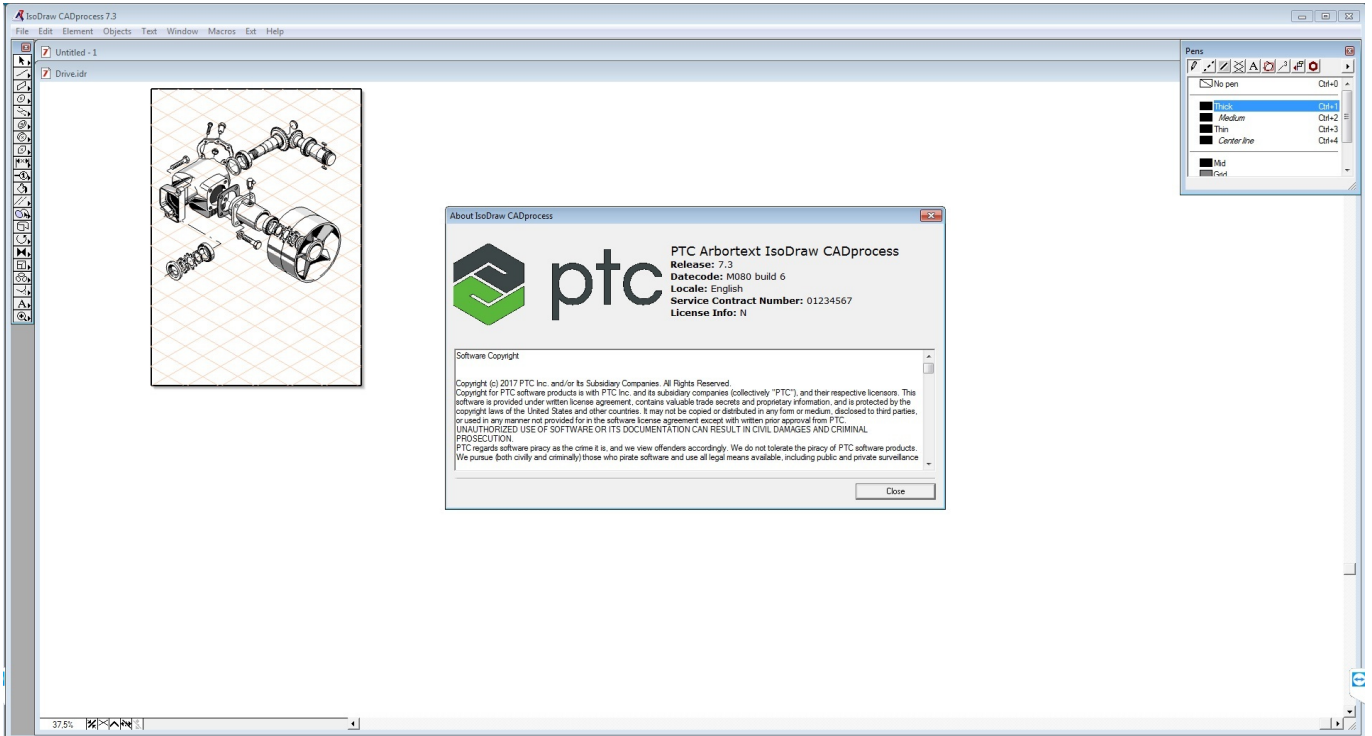 IsoDraw CADprocess 7.3
File Edit Element Objects Text Window Macros Ext Help
Untitled - 1
Drive.idr
Pens
No pen Ctrl+0
Thick Ctrl+1
Medium Ctrl+2
Thin Ctrl+3
Center line Ctrl+4
Mid
Grid
About IsoDraw CADprocess
ptc
PTC Arbortext IsoDraw CADprocess
Release: 7.3
Datecode: M080 build 6
Locale: English
Service Contract Number: 01234567
License Info: N
Software Copyright
Copyright (c) 2017 PTC Inc. and/or Its Subsidiary Companies. All Rights Reserved.
Copyright for PTC software products is with PTC Inc. and its subsidiary companies (collectively "PTC"), and their respective licensors. This
software is provided under written license agreement, contains valuable trade secrets and proprietary information, and is protected by the
copyright laws of the United States and other countries. It may not be copied or distributed in any form or medium, disclosed to third parties,
or used in any manner not provided for in the software license agreement except with written prior approval from PTC.
UNAUTHORIZED USE OF SOFTWARE OR ITS DOCUMENTATION CAN RESULT IN CIVIL DAMAGES AND CRIMINAL
PROSECUTION.
PTC regards software piracy as the crime it is, and we view offenders accordingly. We do not tolerate the piracy of PTC software products.
We pursue (both civilly and criminally) those who pirate software and use all legal means available, including public and private surveillance
Close
37.5%